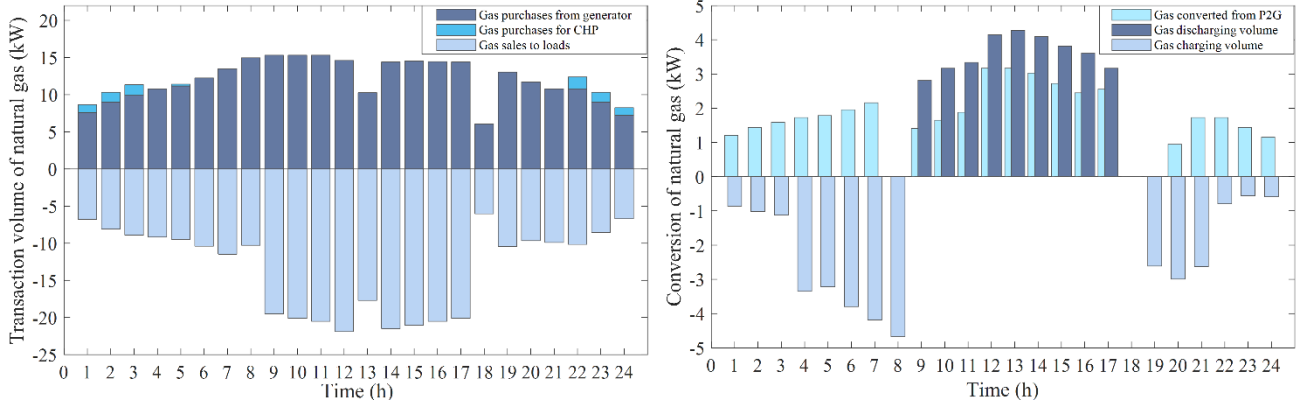 Transaction volume of natural gas (kW)
20
15
10
5
0
-5
-10
-15
-20
-25
Gas purchases from generator
Gas purchases for CHP
Gas sales to loads
0 1 2 3 4 5 6 7 8 9 10 11 12 13 14 15 16 17 18 19 20 21 22 23 24
Time (h)
Conversion of natural gas (kW)
5
4
3
2
1
0
-1
-2
-3
-4
-5
Gas converted from P2G
Gas discharging volume
Gas charging volume
0 1 2 3 4 5 6 7 8 9 10 11 12 13 14 15 16 17 18 19 20 21 22 23 24
Time (h)